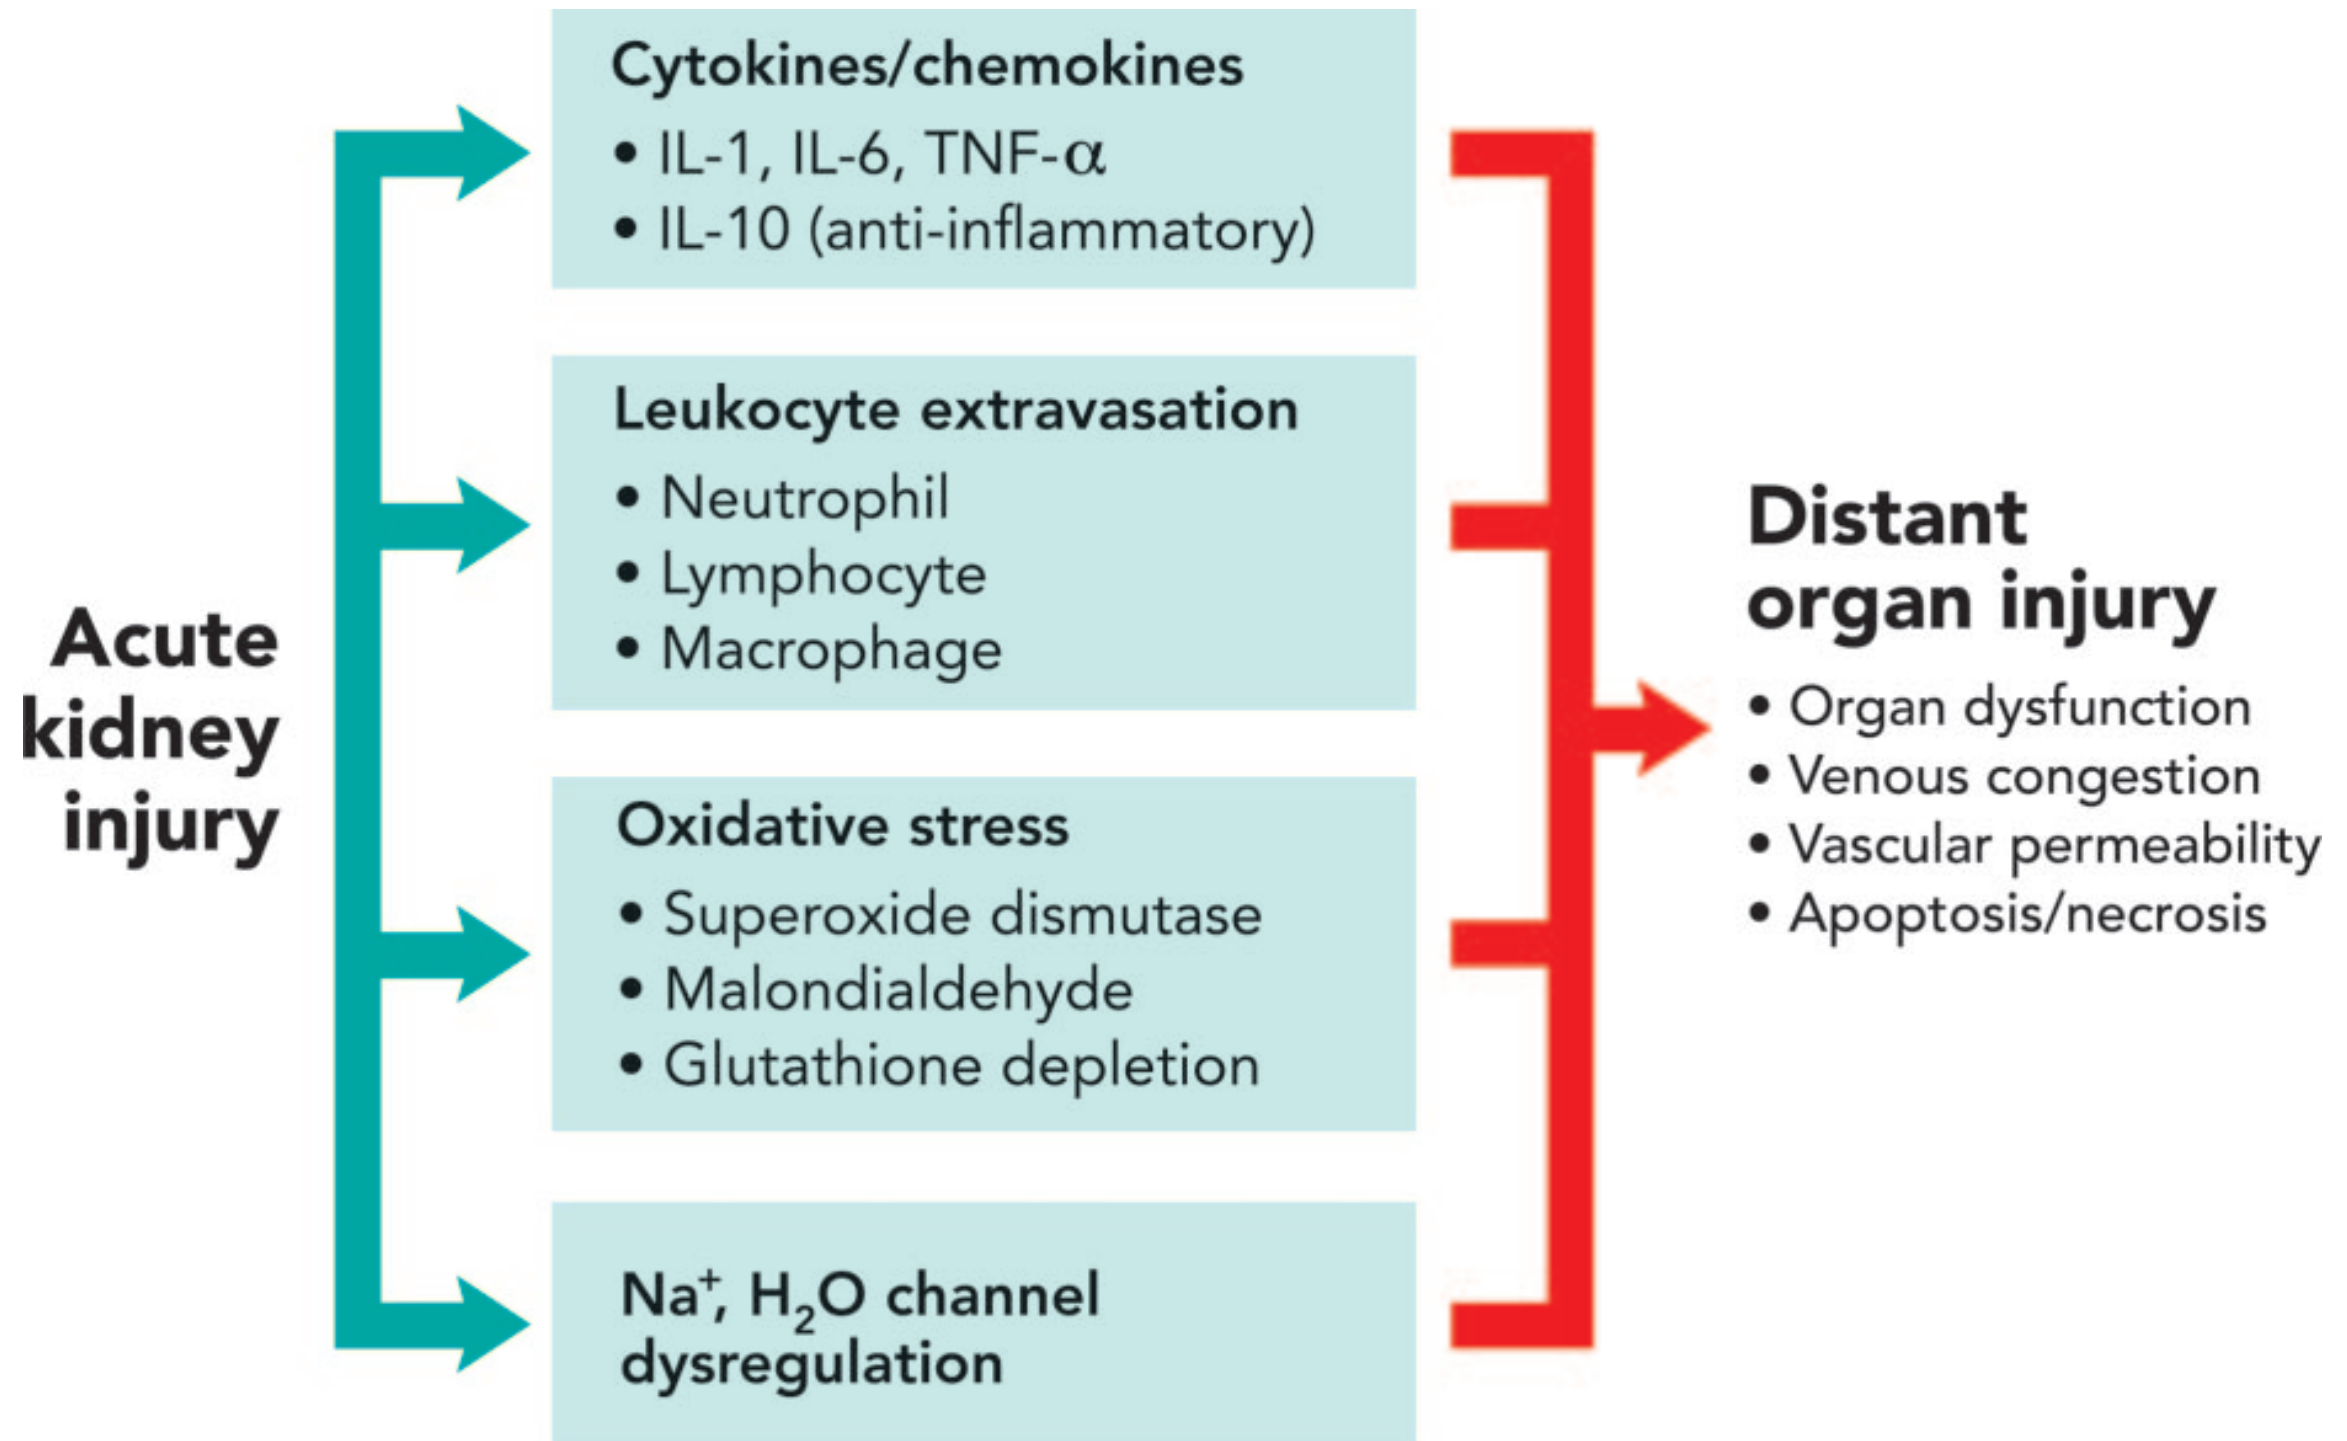 Acute
kidney
injury
Cytokines/chemokines
• IL-1, IL-6, TNF-α
• IL-10 (anti-inflammatory)
Leukocyte extravasation
• Neutrophil
• Lymphocyte
• Macrophage
Oxidative stress
• Superoxide dismutase
• Malondialdehyde
• Glutathione depletion
Na⁺, H₂O channel
dysregulation
Distant
organ injury
• Organ dysfunction
• Venous congestion
• Vascular permeability
• Apoptosis/necrosis